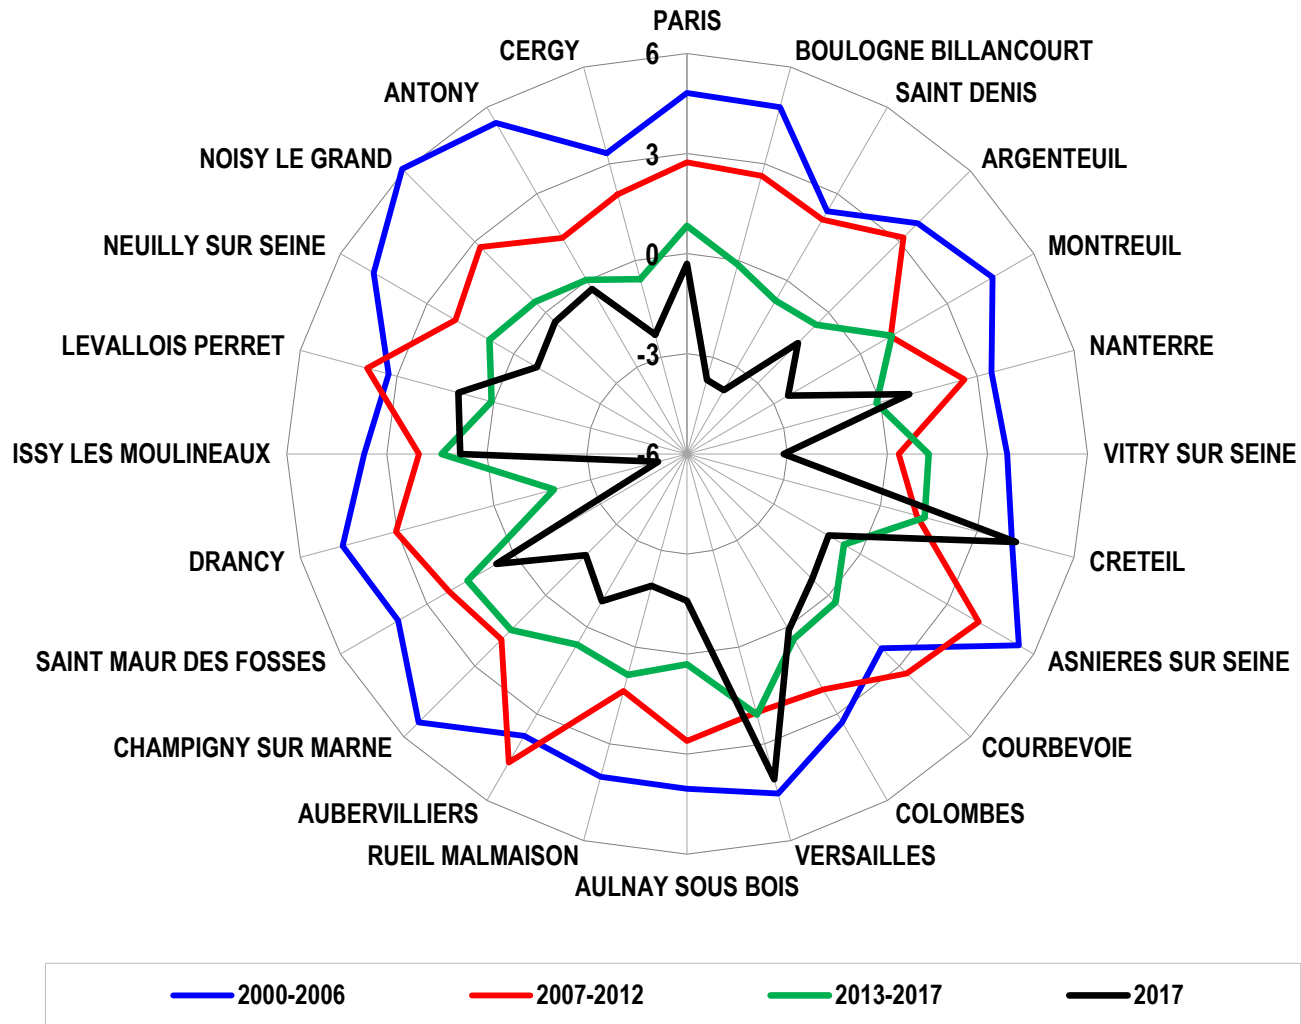 PARIS
CERGY
6
BOULOGNE BILLANCOURT
ANTONY
SAINT DENIS
NOISY LE GRAND
3
ARGENTEUIL
NEUILLY SUR SEINE
0
MONTREUIL
LEVALLOIS PERRET
-3
NANTERRE
ISSY LES MOULINEAUX
-6
VITRY SUR SEINE
DRANCY
CRETEIL
SAINT MAUR DES FOSSES
ASNIERES SUR SEINE
CHAMPIGNY SUR MARNE
COURBEVOIE
AUBERVILLIERS
COLOMBES
RUEIL MALMAISON
VERSAILLES
AULNAY SOUS BOIS
2000-2006
2007-2012
2013-2017
2017